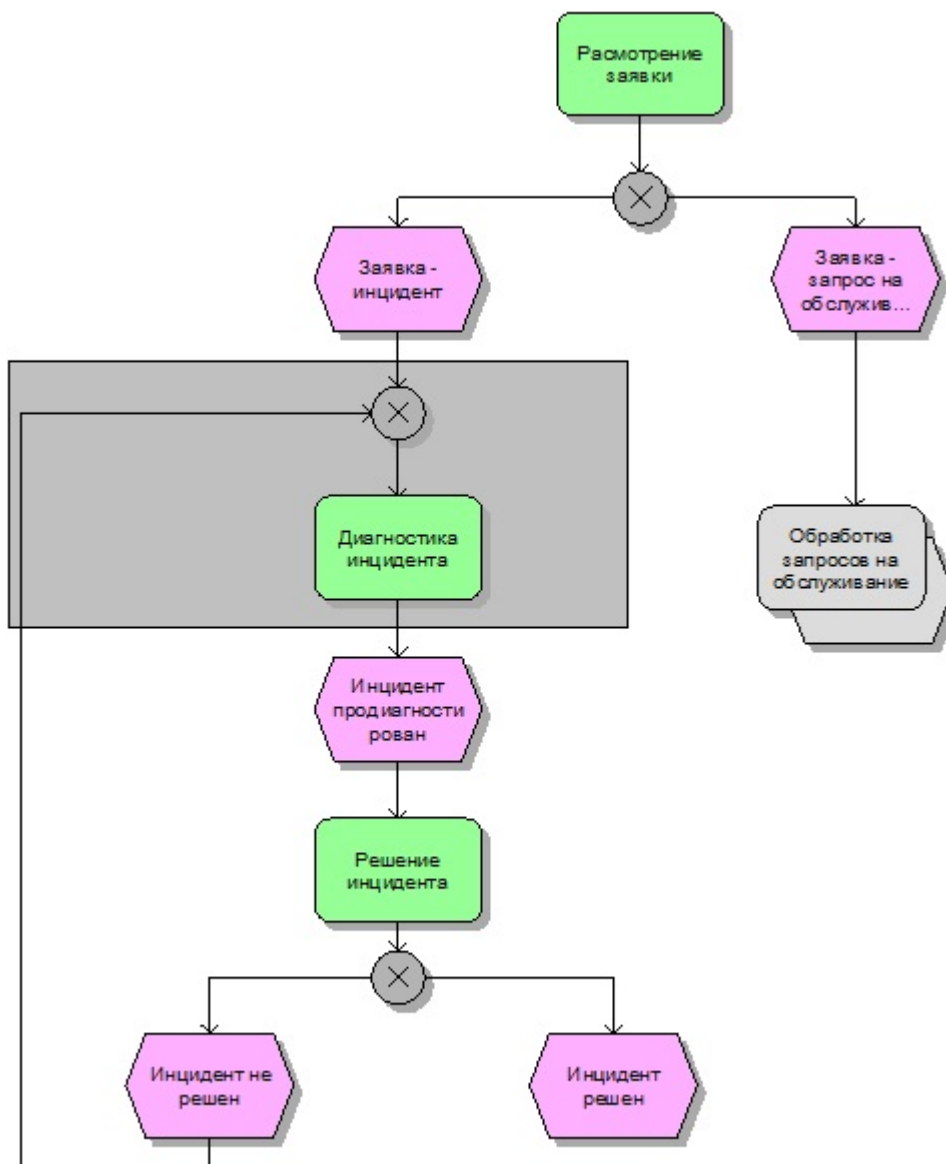 Расмотрение
заявки
Заявка -
инцидент
Заявка -
запрос на
обслужив...
Диагностика
инцидента
Обработка
запросов на
обслуживание
Инцидент
продиагности
рован
Решение
инцидента
Инцидент не
решен
Инцидент
решен